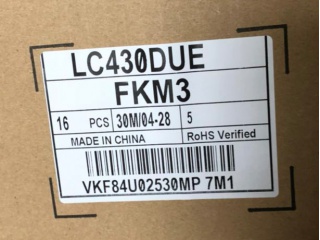 LC430DUE
FKM3
16 PCS 30M/04-28 5
MADE IN CHINA RoHS Verified
VKF84U02530MP 7M1